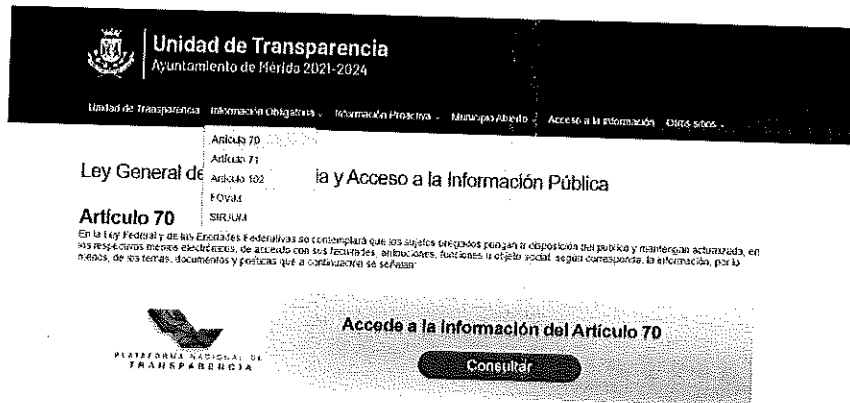 Unidad de Transparencia
Ayuntamiento de Mérida 2021-2024
Unidad de Transparencia Información Obligatoria Información Proactiva Municipio Abierto Acceso a la Información Otros sitios
Artículo 70
Artículo 71
Artículo 102
FOVIM
SIRJUM
Ley General de ia y Acceso a la Información Pública
Artículo 70
En la Ley Federal y de las Entidades Federativas se contemplará que los sujetos obligados pongan a disposición del público y mantengan actualizada, en
los respectivos medios electrónicos, de acuerdo con sus facultades, atribuciones, funciones u objeto social, según corresponda, la información, por lo
menos, de los temas, documentos y políticas que a continuación se señalan:
Accede a la información del Artículo 70
PLATAFORMA NACIONAL DE
TRANSPARENCIA
Consultar